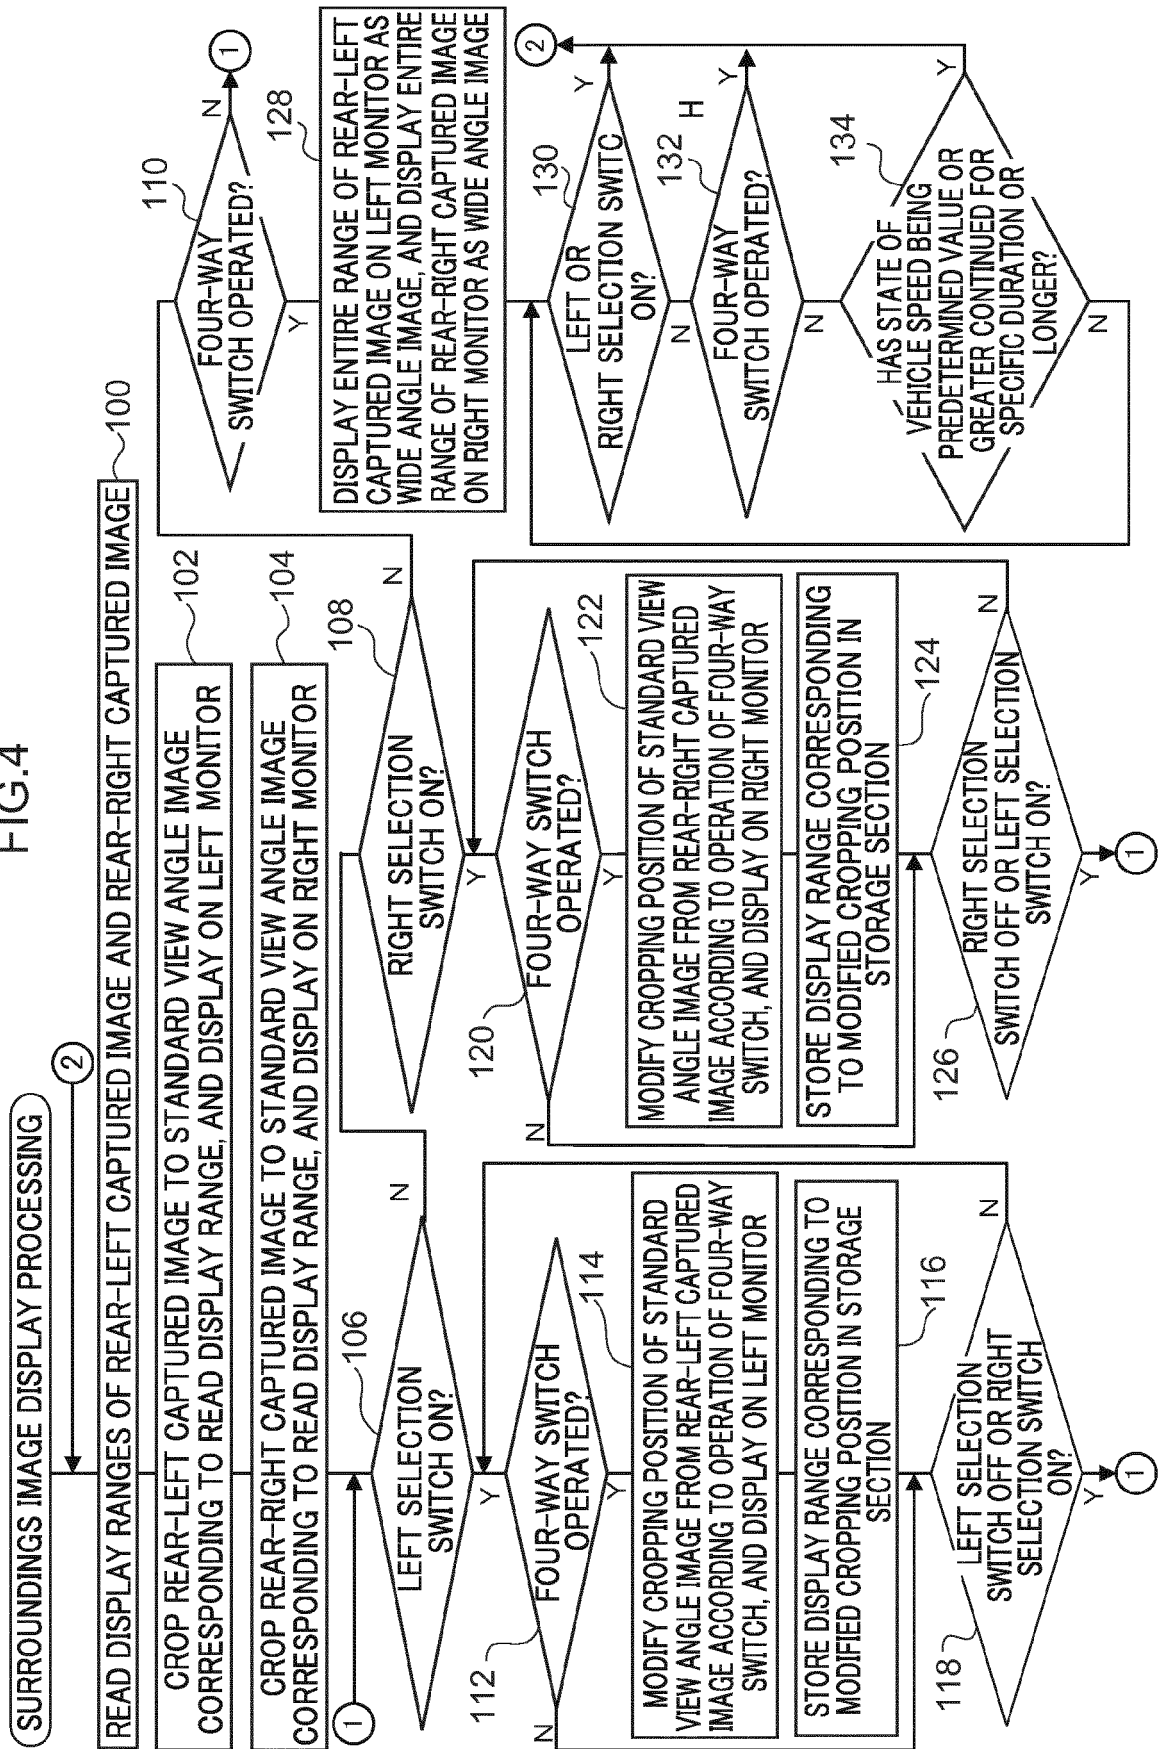 FIG.4
SURROUNDINGS IMAGE DISPLAY PROCESSING
2
READ DISPLAY RANGES OF REAR-LEFT CAPTURED IMAGE AND REAR-RIGHT CAPTURED IMAGE
100
CROP REAR-LEFT CAPTURED IMAGE TO STANDARD VIEW ANGLE IMAGE
CORRESPONDING TO READ DISPLAY RANGE, AND DISPLAY ON LEFT MONITOR
102
CROP REAR-RIGHT CAPTURED IMAGE TO STANDARD VIEW ANGLE IMAGE
CORRESPONDING TO READ DISPLAY RANGE, AND DISPLAY ON RIGHT MONITOR
104
1
106
LEFT SELECTION
SWITCH ON?
N
Y
112
FOUR-WAY SWITCH
OPERATED?
N
Y
114
MODIFY CROPPING POSITION OF STANDARD
VIEW ANGLE IMAGE FROM REAR-LEFT CAPTURED
IMAGE ACCORDING TO OPERATION OF FOUR-WAY
SWITCH, AND DISPLAY ON LEFT MONITOR
STORE DISPLAY RANGE CORRESPONDING TO
MODIFIED CROPPING POSITION IN STORAGE
SECTION
116
118
LEFT SELECTION
SWITCH OFF OR RIGHT
SELECTION SWITCH
ON?
N
Y
1
108
RIGHT SELECTION
SWITCH ON?
N
Y
120
FOUR-WAY SWITCH
OPERATED?
N
Y
122
MODIFY CROPPING POSITION OF STANDARD VIEW
ANGLE IMAGE FROM REAR-RIGHT CAPTURED
IMAGE ACCORDING TO OPERATION OF FOUR-WAY
SWITCH, AND DISPLAY ON RIGHT MONITOR
STORE DISPLAY RANGE CORRESPONDING
TO MODIFIED CROPPING POSITION IN
STORAGE SECTION
124
126
RIGHT SELECTION
SWITCH OFF OR LEFT SELECTION
SWITCH ON?
N
Y
1
110
FOUR-WAY
SWITCH OPERATED?
N
1
Y
128
DISPLAY ENTIRE RANGE OF REAR-LEFT
CAPTURED IMAGE ON LEFT MONITOR AS
WIDE ANGLE IMAGE, AND DISPLAY ENTIRE
RANGE OF REAR-RIGHT CAPTURED IMAGE
ON RIGHT MONITOR AS WIDE ANGLE IMAGE
2
130
LEFT OR
RIGHT SELECTION SWITC
ON?
Y
N
H
132
FOUR-WAY
SWITCH OPERATED?
Y
N
134
HAS STATE OF
VEHICLE SPEED BEING
PREDETERMINED VALUE OR
GREATER CONTINUED FOR
SPECIFIC DURATION OR
LONGER?
Y
N